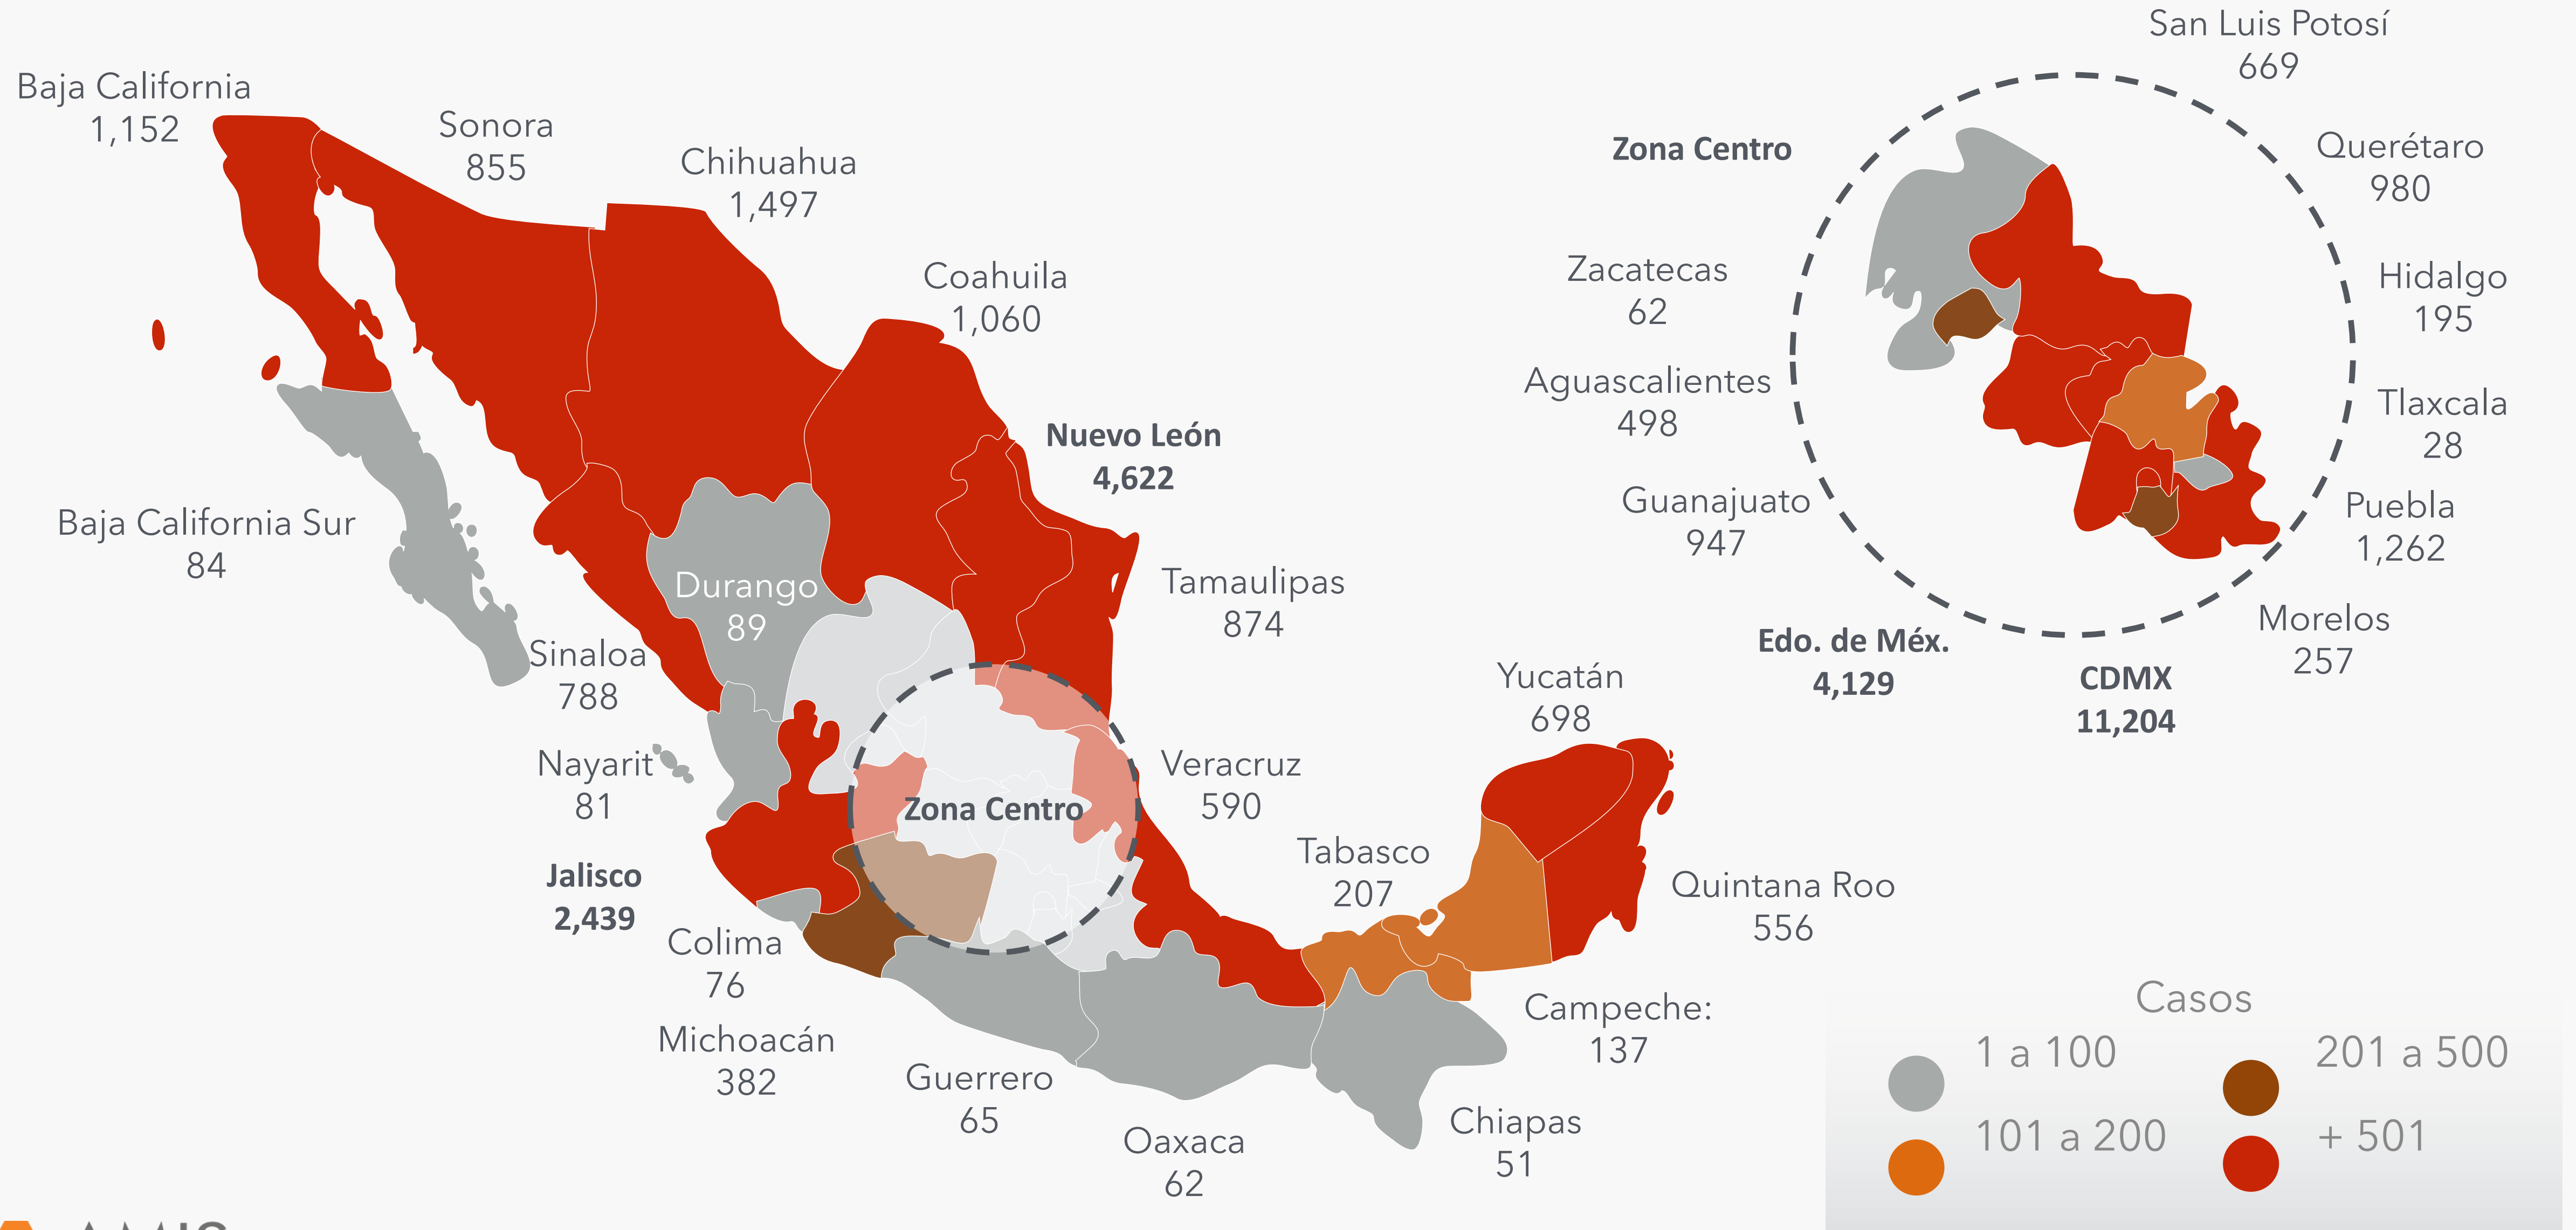 Baja California
1,152
Sonora
855
Chihuahua
1,497
Coahuila
1,060
Nuevo León
4,622
Baja California Sur
84
Durango
89
Tamaulipas
874
Sinaloa
788
Nayarit
81
Zona Centro
Veracruz
590
Jalisco
2,439
Colima
76
Michoacán
382
Guerrero
65
Oaxaca
62
Tabasco
207
Yucatán
698
Quintana Roo
556
Campeche:
137
Chiapas
51
San Luis Potosí
669
Zona Centro
Querétaro
980
Zacatecas
62
Hidalgo
195
Aguascalientes
498
Tlaxcala
28
Guanajuato
947
Puebla
1,262
Edo. de Méx.
4,129
CDMX
11,204
Morelos
257
Casos
1 a 100
201 a 500
101 a 200
+ 501